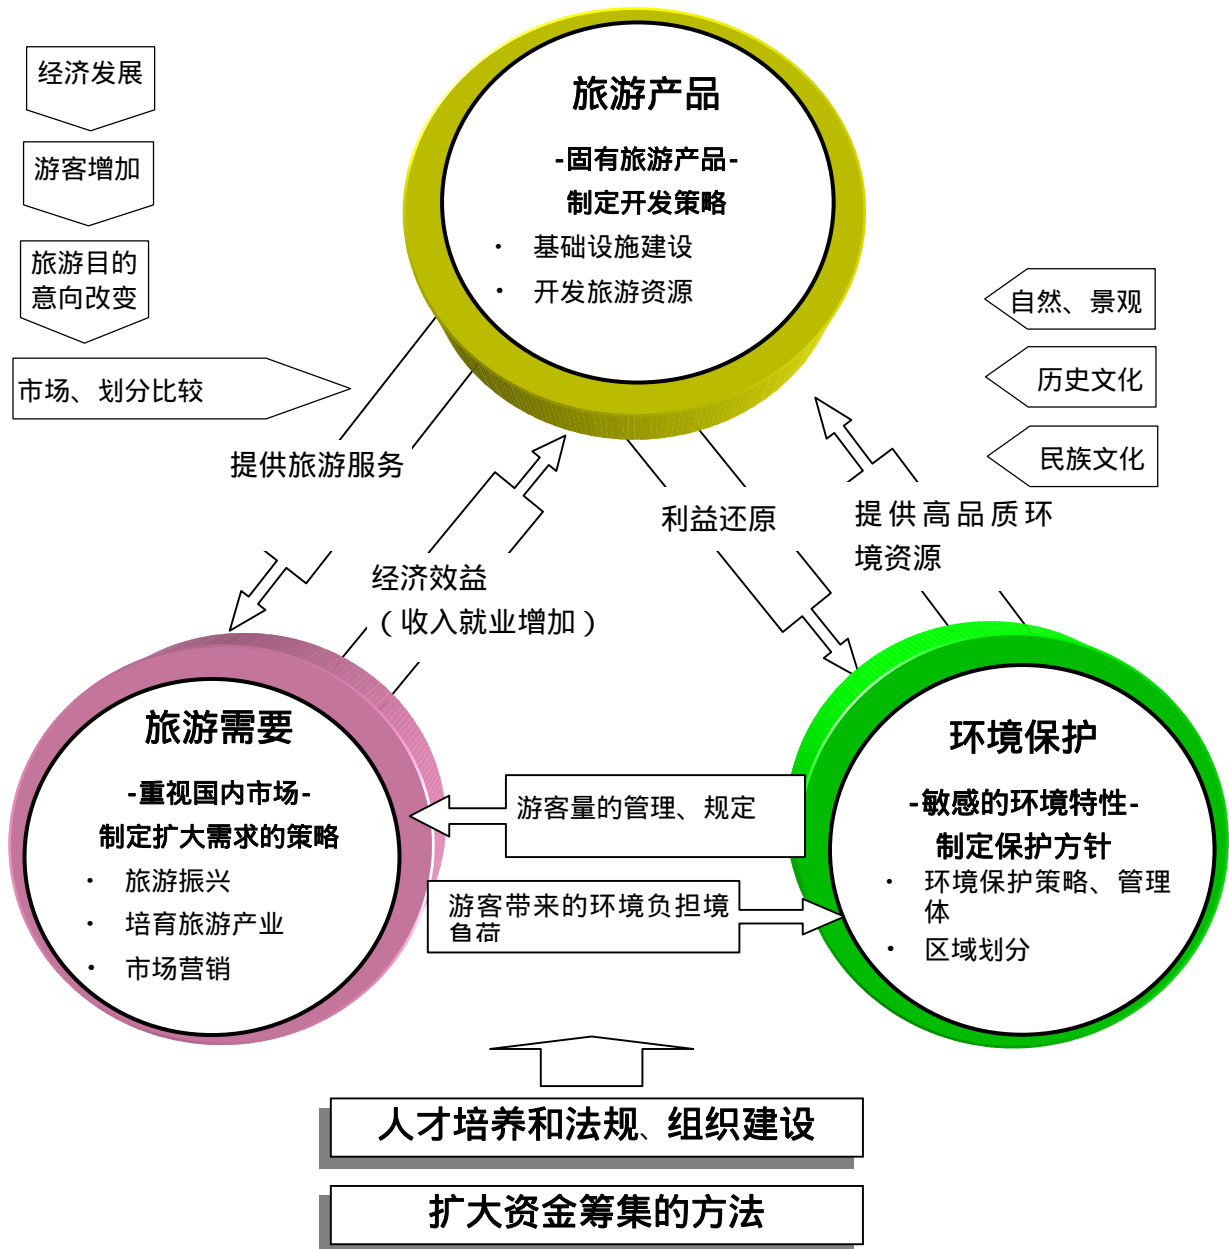 经济发展
游客增加
旅游目的
意向改变
市场、划分比较
旅游产品
-固有旅游产品-
制定开发策略
· 基础设施建设
· 开发旅游资源
自然、景观
历史文化
民族文化
提供旅游服务
经济效益
（收入就业增加）
利益还原
提供高品质环
境资源
旅游需要
-重视国内市场-
制定扩大需求的策略
· 旅游振兴
· 培育旅游产业
· 市场营销
游客量的管理、规定
游客带来的环境负担境
负荷
环境保护
-敏感的环境特性-
制定保护方针
· 环境保护策略、管理
体
· 区域划分
人才培养和法规、组织建设
扩大资金筹集的方法